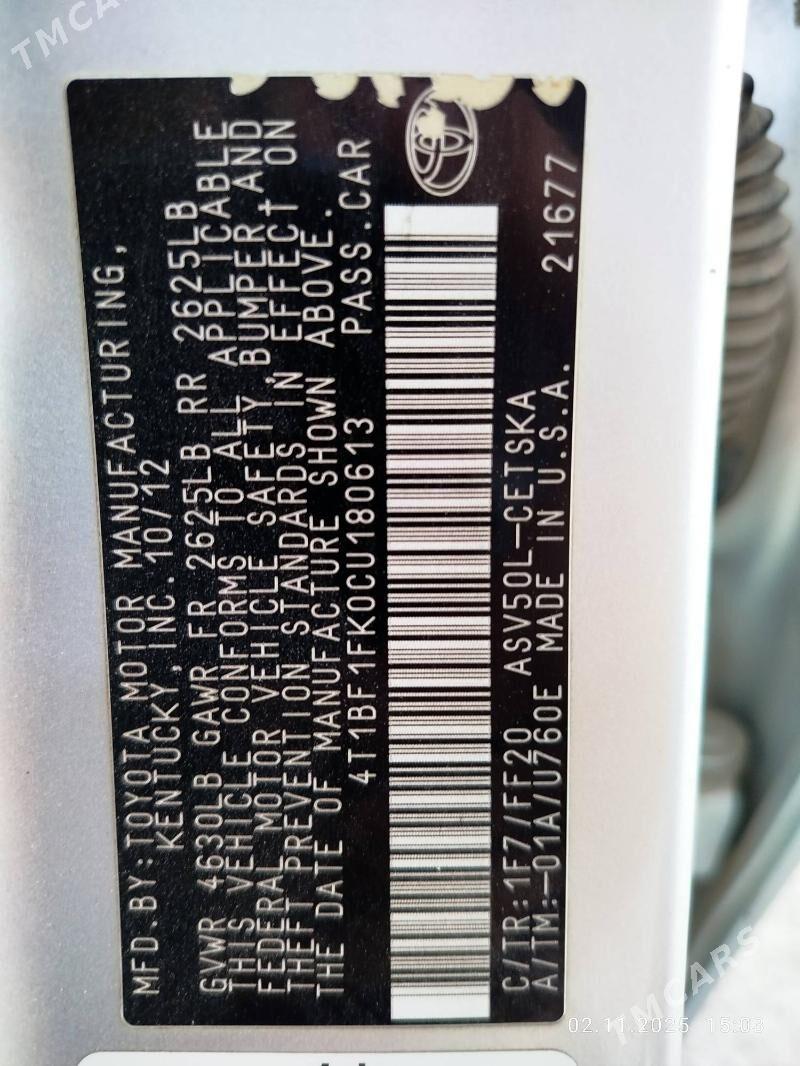 MFD.BY:TOYOTA MOTOR MANUFACTURING,
KENTUCKY,INC. 10/12
GVWR 4630LB GAWR FR 2625LB RR 2625LB
THIS VEHICLE CONFORMS TO ALL APPLICABLE
FEDERAL MOTOR VEHICLE SAFETY, BUMPER AND
THEFT PREVENTION STANDARDS IN EFFECT ON
THE DATE OF MANUFACTURE SHOWN ABOVE.
4T1BF1FK0CU180613 PASS.CAR
C/TR:1F7/FF20 ASV50L-CETSKA
A/TM:-01A/U760E MADE IN U.S.A. 21677
TMCARS
TMCARS
02.11.2025 15:03